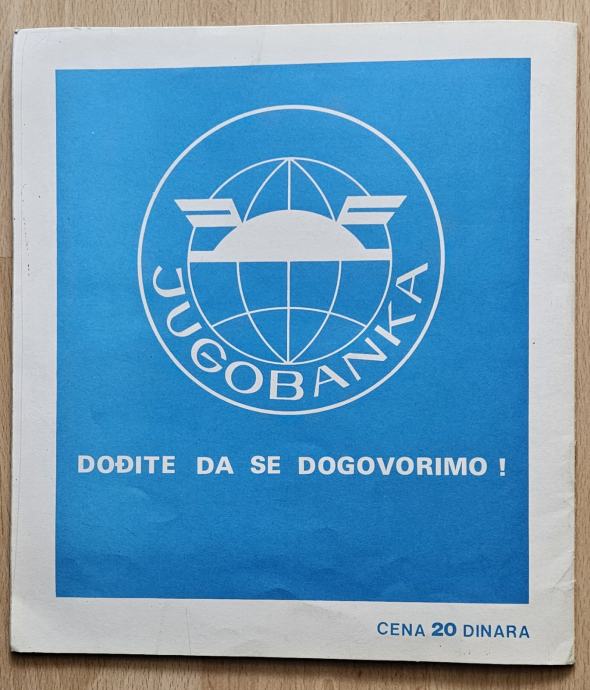 JUGOBANKA
DOĐITE DA SE DOGOVORIMO !
CENA 20 DINARA